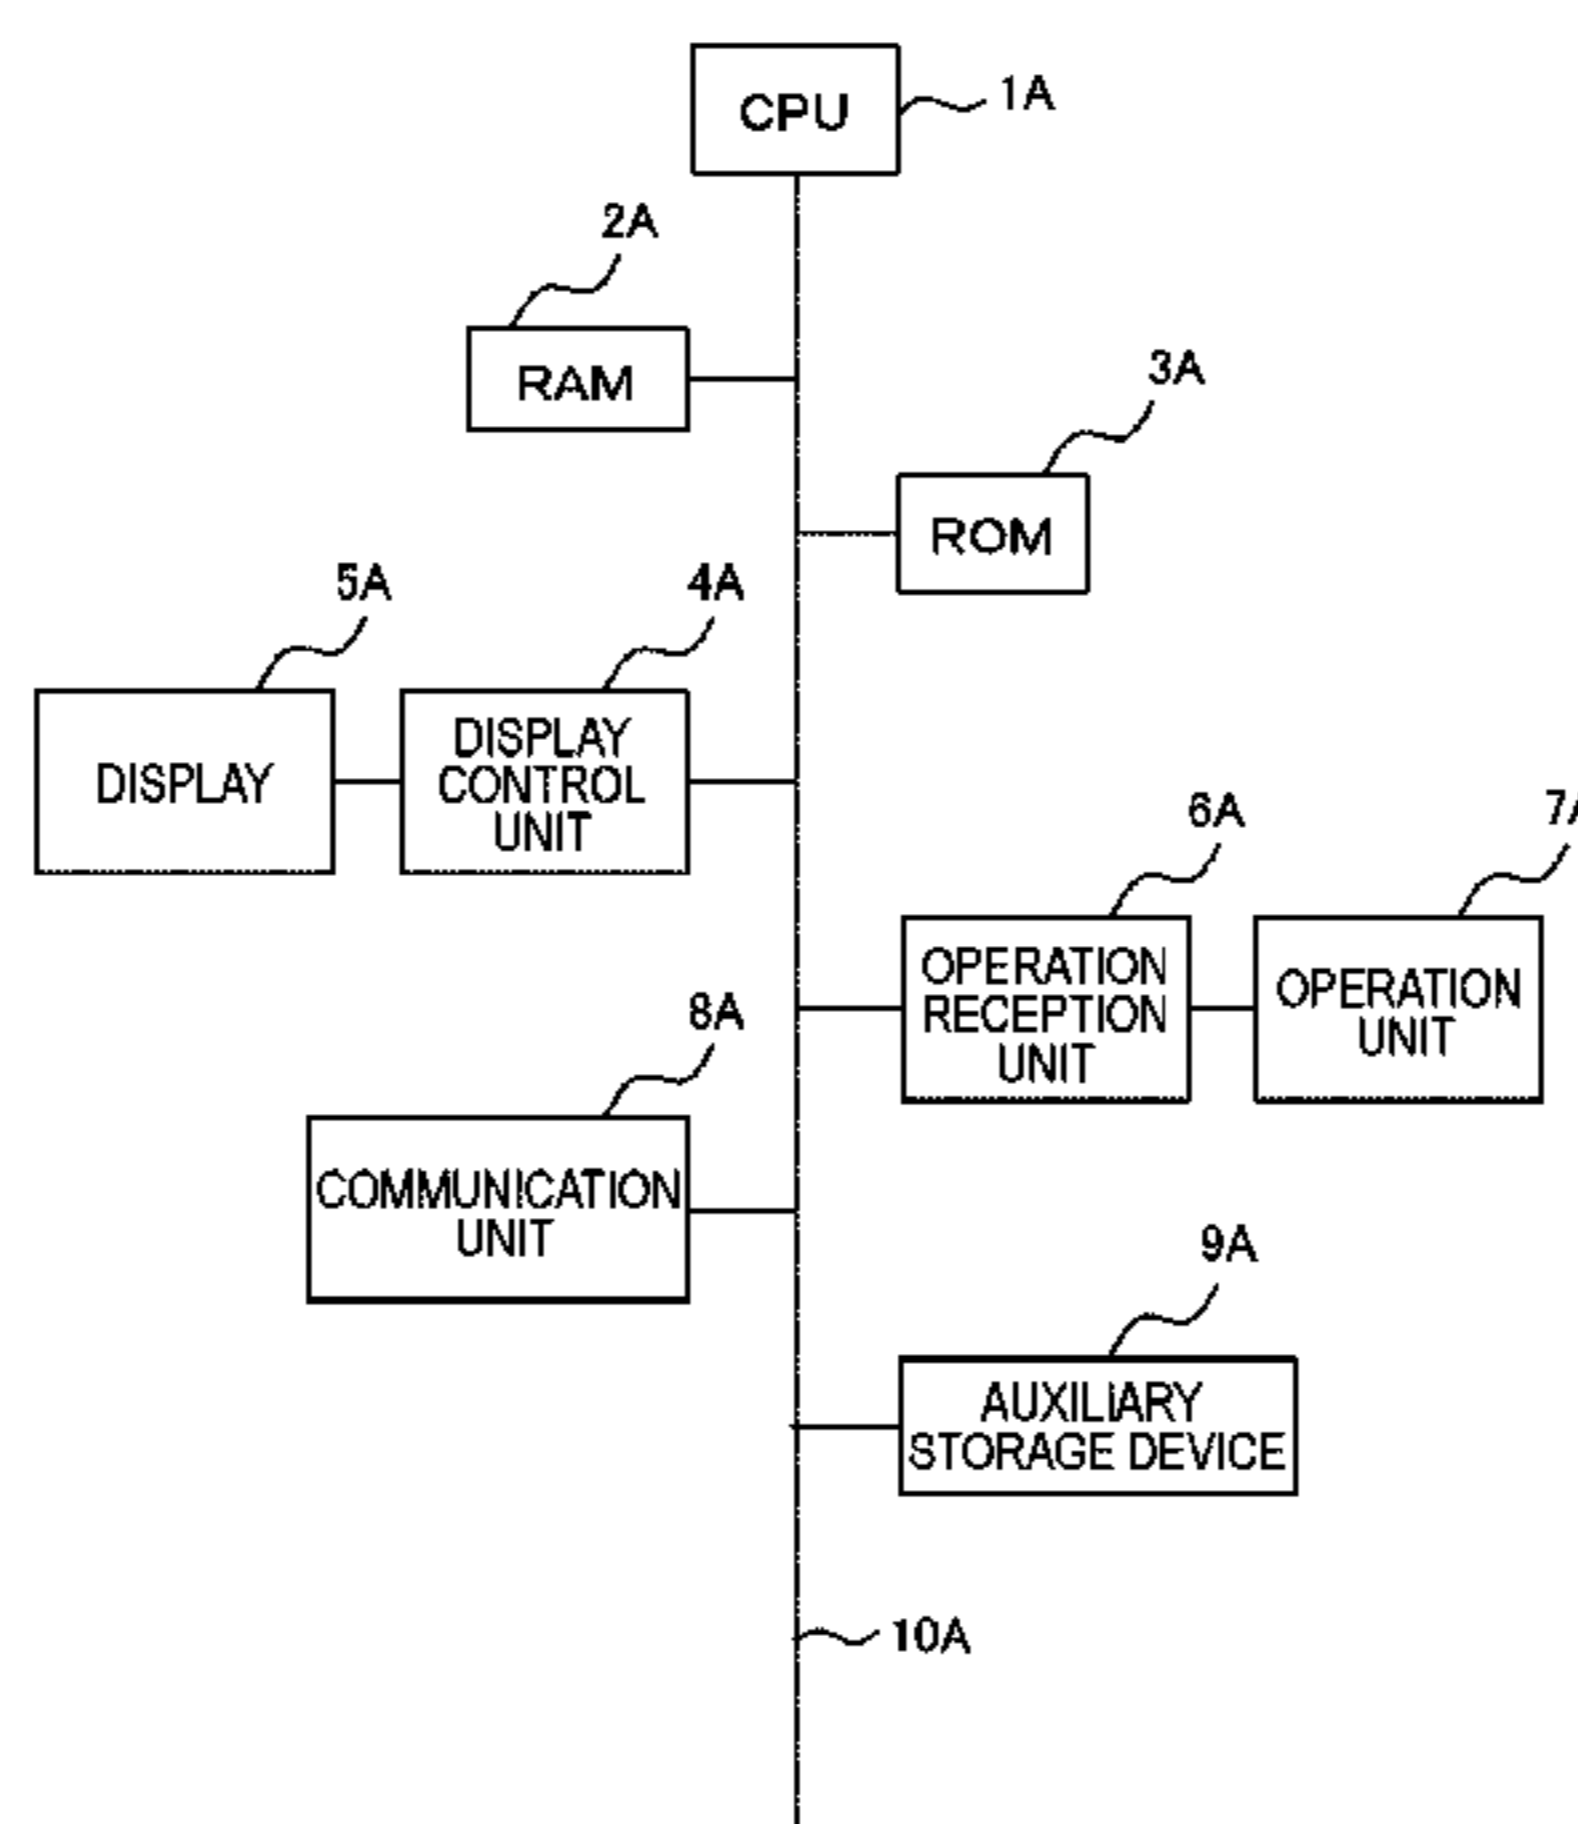 CPU
1A
2A
RAM
3A
ROM
5A
4A
DISPLAY
DISPLAY
CONTROL
UNIT
6A
7A
OPERATION
RECEPTION
UNIT
OPERATION
UNIT
8A
COMMUNICATION
UNIT
9A
AUXILIARY
STORAGE DEVICE
10A